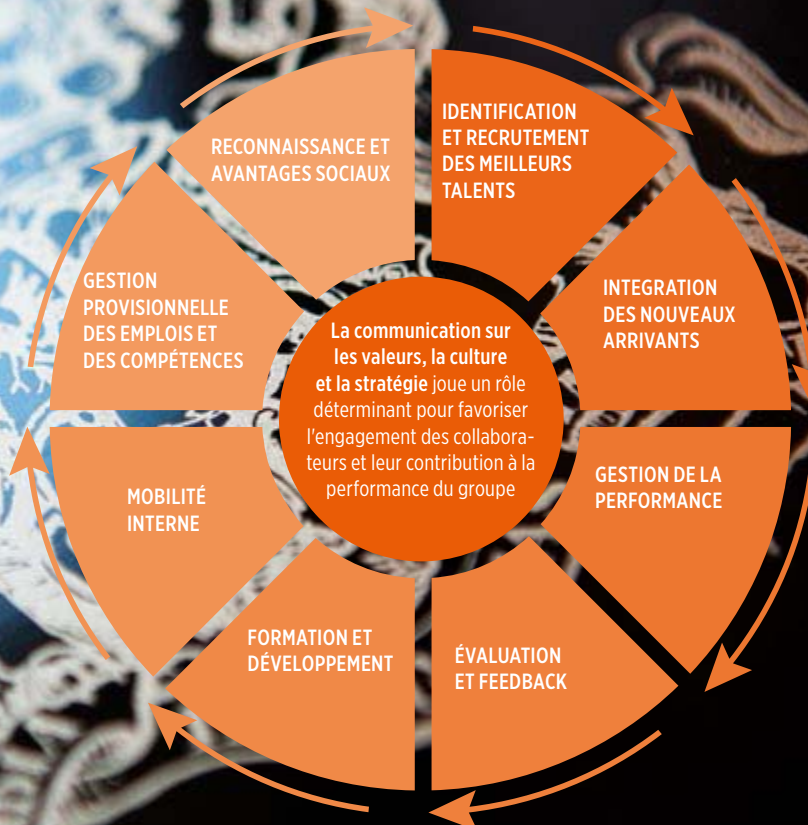 IDENTIFICATION
ET RECRUTEMENT
DES MEILLEURS
TALENTS
INTEGRATION
DES NOUVEAUX
ARRIVANTS
GESTION DE LA
PERFORMANCE
ÉVALUATION
ET FEEDBACK
FORMATION ET
DÉVELOPPEMENT
MOBILITÉ
INTERNE
GESTION
PROVISIONNELLE
DES EMPLOIS ET
DES COMPÉTENCES
RECONNAISSANCE ET
AVANTAGES SOCIAUX
La communication sur
les valeurs, la culture
et la stratégie joue un rôle
déterminant pour favoriser
l'engagement des collabora-
teurs et leur contribution à la
performance du groupe